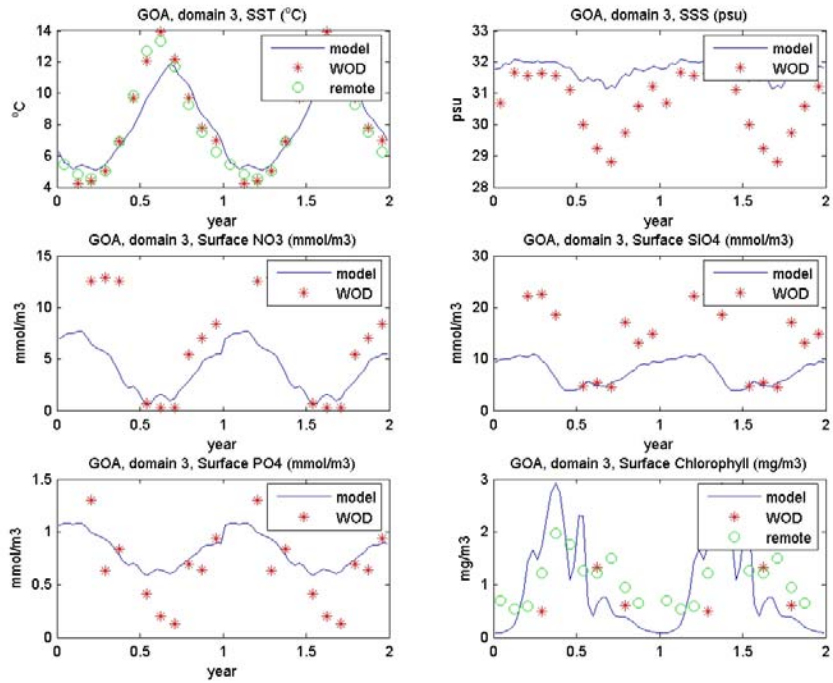 GOA, domain 3, SST (°C)
14
12
10
8
6
4
°C
0
0.5
1
1.5
2
year
model
WOD
remote
GOA, domain 3, SSS (psu)
33
32
31
30
29
28
psu
0
0.5
1
1.5
2
year
model
WOD
GOA, domain 3, Surface NO3 (mmol/m3)
15
10
5
0
mmol/m3
0
0.5
1
1.5
2
year
model
WOD
GOA, domain 3, Surface SIO4 (mmol/m3)
30
20
10
0
mmol/m3
0
0.5
1
1.5
2
year
model
WOD
GOA, domain 3, Surface PO4 (mmol/m3)
1.5
1
0.5
0
mmol/m3
0
0.5
1
1.5
2
year
model
WOD
GOA, domain 3, Surface Chlorophyll (mg/m3)
3
2
1
0
mg/m3
0
0.5
1
1.5
2
year
model
WOD
remote